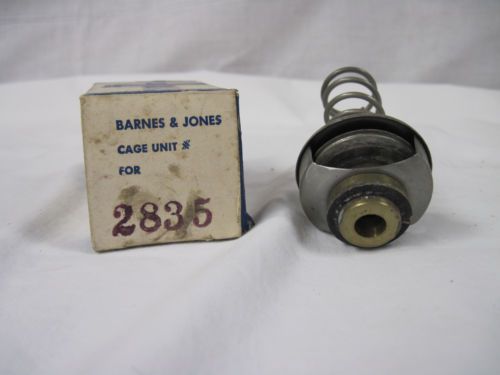 BARNES & JONES
CAGE UNIT #
FOR
2835